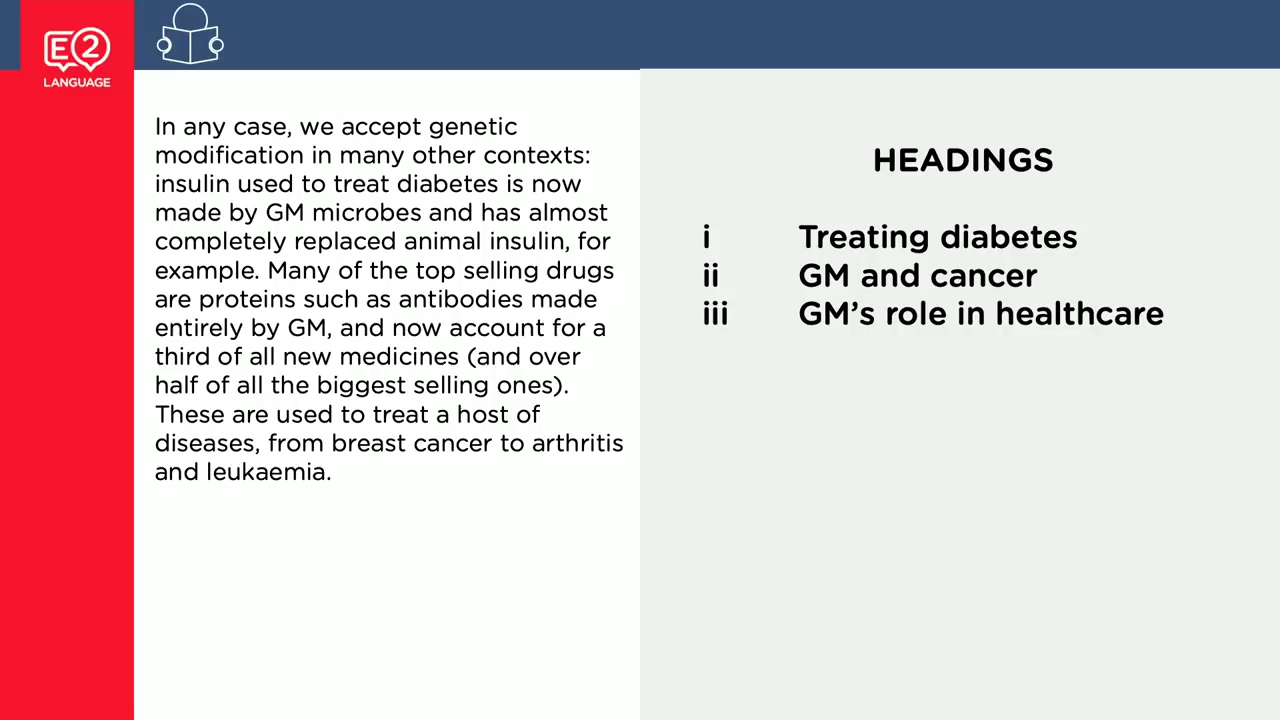 E2
LANGUAGE
In any case, we accept genetic
modification in many other contexts:
insulin used to treat diabetes is now
made by GM microbes and has almost
completely replaced animal insulin, for
example. Many of the top selling drugs
are proteins such as antibodies made
entirely by GM, and now account for a
third of all new medicines (and over
half of all the biggest selling ones).
These are used to treat a host of
diseases, from breast cancer to arthritis
and leukaemia.
HEADINGS
i Treating diabetes
ii GM and cancer
iii GM’s role in healthcare